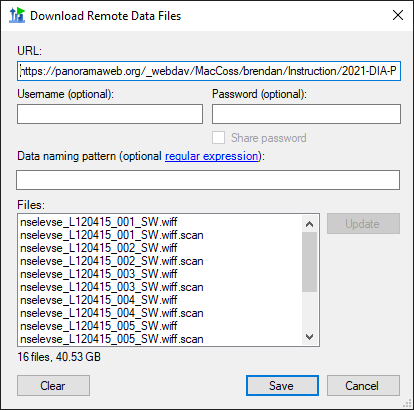 Download Remote Data Files
URL:
https://panoramaweb.org/_webdav/MacCoss/brendan/Instruction/2021-DIA-P
Username (optional):
Password (optional):
Share password
Data naming pattern (optional regular expression):
Files:
nselevse_L120415_001_SW.wiff
nselevse_L120415_001_SW.wiff.scan
nselevse_L120415_002_SW.wiff
nselevse_L120415_002_SW.wiff.scan
nselevse_L120415_003_SW.wiff
nselevse_L120415_003_SW.wiff.scan
nselevse_L120415_004_SW.wiff
nselevse_L120415_004_SW.wiff.scan
nselevse_L120415_005_SW.wiff
nselevse_L120415_005_SW.wiff.scan
Update
16 files, 40.53 GB
Clear
Save
Cancel